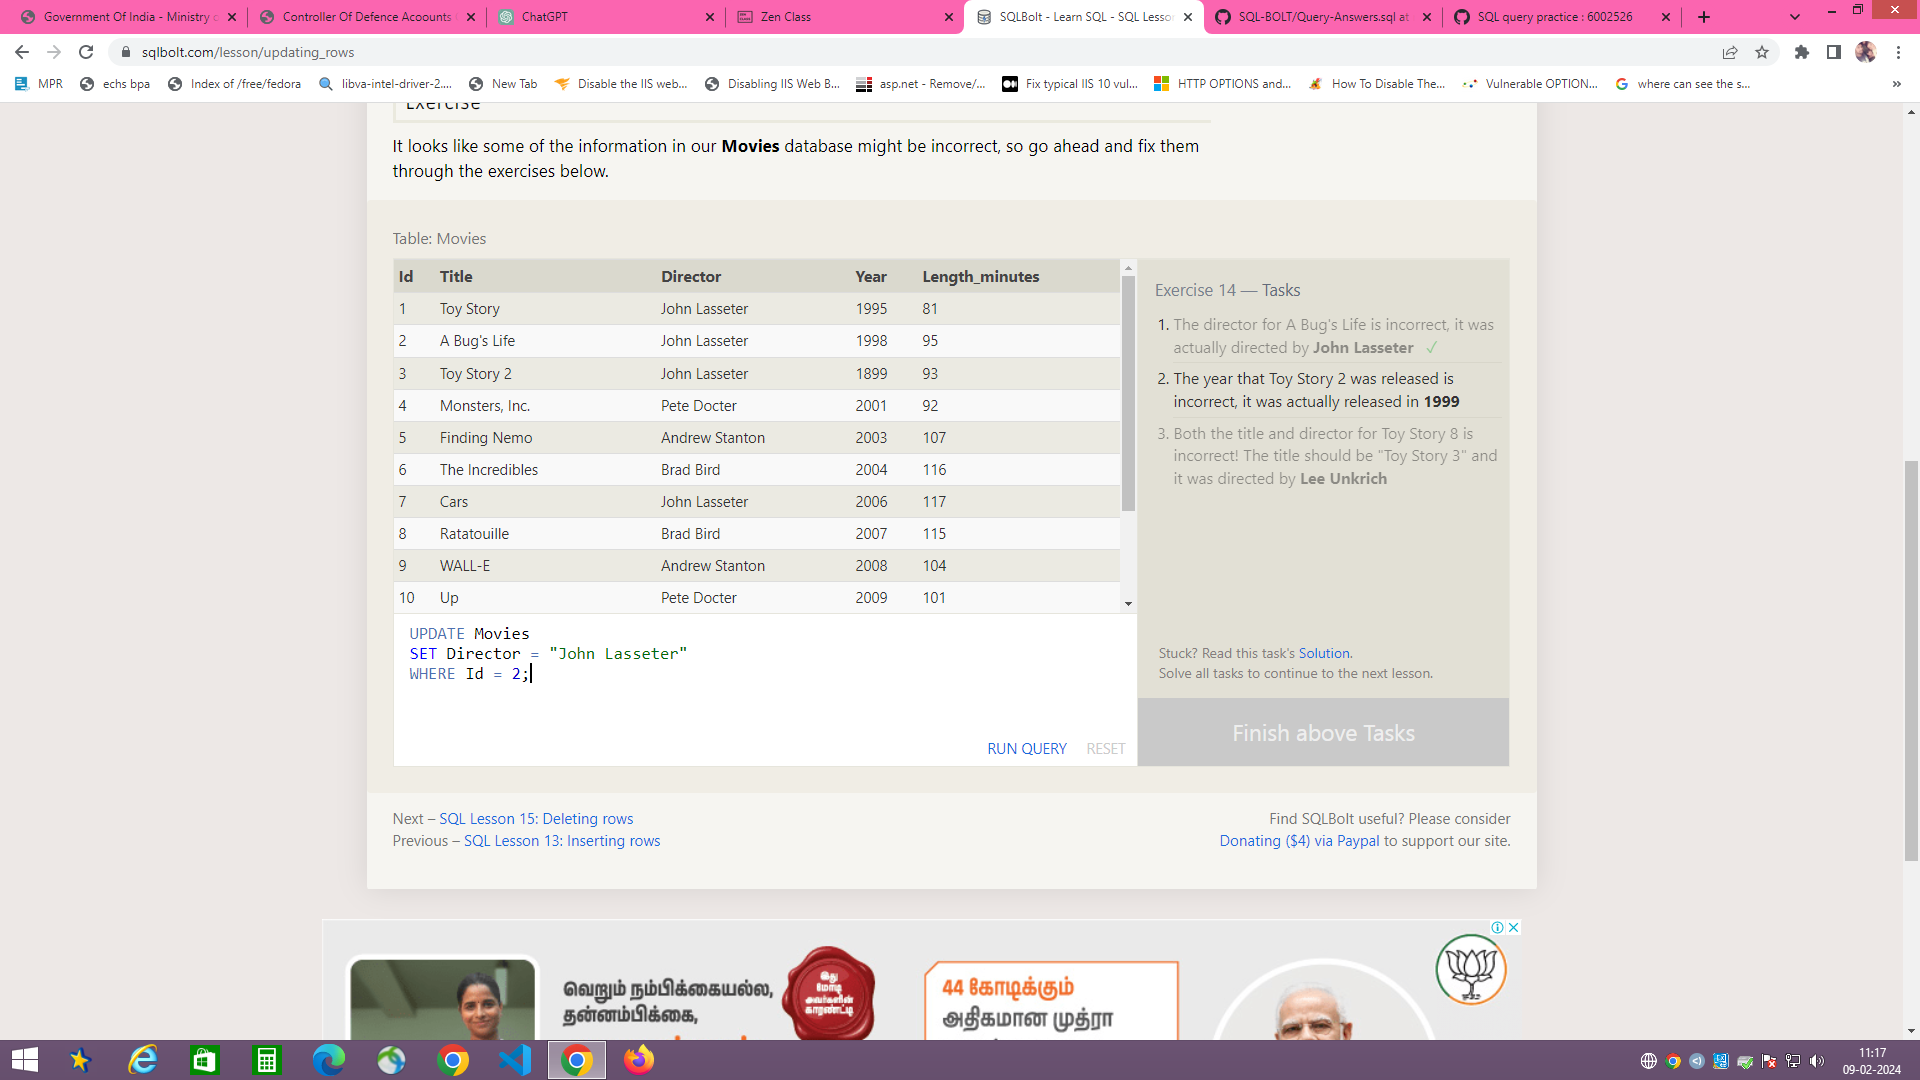 Government Of India - Ministry c
Controller Of Defence Acoounts
ChatGPT
Zen Class
SQLBolt - Learn SQL - SQL Lesso
SQL-BOLT/Query-Answers.sql at
SQL query practice : 6002526
sqlbolt.com/lesson/updating_rows
MPR
echs bpa
Index of /free/fedora
libva-intel-driver-2....
New Tab
Disable the IIS web...
Disabling IIS Web B...
asp.net - Remove/...
Fix typical IIS 10 vul...
HTTP OPTIONS and...
How To Disable The...
Vulnerable OPTION...
where can see the s...
»
Exercise
It looks like some of the information in our Movies database might be incorrect, so go ahead and fix them
through the exercises below.
Table: Movies
Id Title Director Year Length_minutes
1 Toy Story John Lasseter 1995 81
2 A Bug's Life John Lasseter 1998 95
3 Toy Story 2 John Lasseter 1899 93
4 Monsters, Inc. Pete Docter 2001 92
5 Finding Nemo Andrew Stanton 2003 107
6 The Incredibles Brad Bird 2004 116
7 Cars John Lasseter 2006 117
8 Ratatouille Brad Bird 2007 115
9 WALL-E Andrew Stanton 2008 104
10 Up Pete Docter 2009 101
UPDATE Movies
SET Director = "John Lasseter"
WHERE Id = 2;
RUN QUERY RESET
Exercise 14 — Tasks
1. The director for A Bug's Life is incorrect, it was
actually directed by John Lasseter ✓
2. The year that Toy Story 2 was released is
incorrect, it was actually released in 1999
3. Both the title and director for Toy Story 8 is
incorrect! The title should be "Toy Story 3" and
it was directed by Lee Unkrich
Stuck? Read this task's Solution.
Solve all tasks to continue to the next lesson.
Finish above Tasks
Next – SQL Lesson 15: Deleting rows
Previous – SQL Lesson 13: Inserting rows
Find SQLBolt useful? Please consider
Donating ($4) via Paypal to support our site.
வெறும் நம்பிக்கையல்ல,
தன்னம்பிக்கை,
இது
மோடி
அவர்களின்
காரண்ட்டி
44 கோடிக்கும்
அதிகமான முத்ரா
11:17
09-02-2024